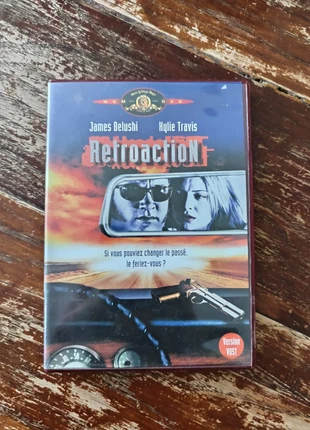 James Belushi Kylie Travis
RetroactioN
Si vous pouviez changer le passé,
le feriez-vous ?
Version
VOST